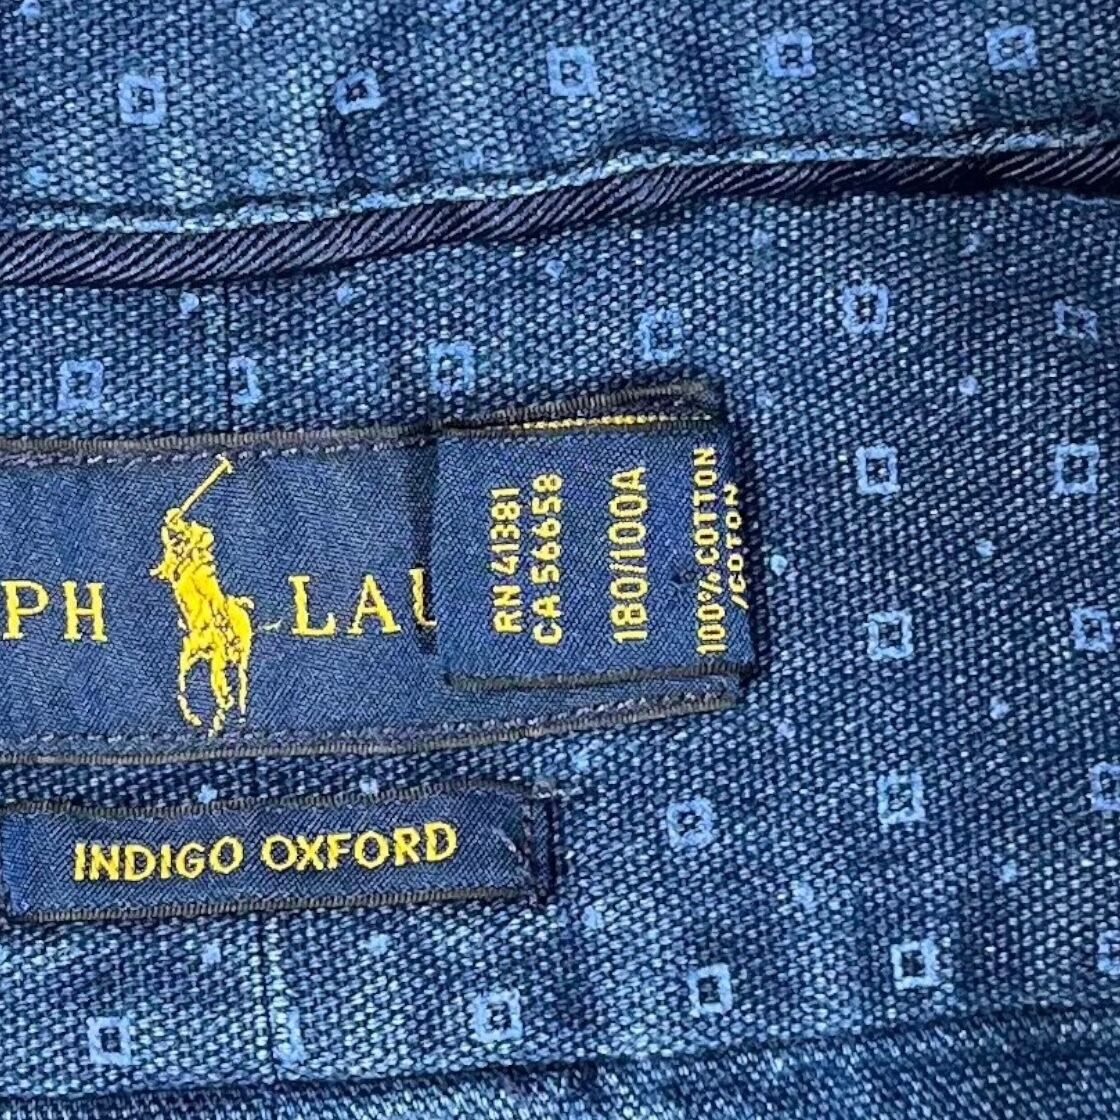 PH LAU
RN 41381
CA 56658
180/100A
100% COTTON
/COTON
INDIGO OXFORD